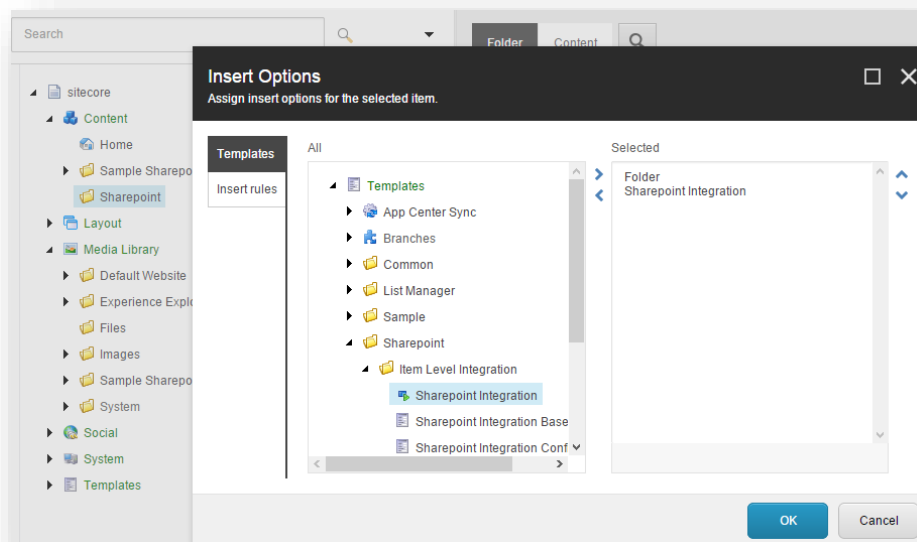 Search
Folder
Content
sitecore
Content
Home
Sample Sharepo
Sharepoint
Layout
Media Library
Default Website
Experience Explo
Files
Images
Sample Sharepo
System
Social
System
Templates
Insert Options
Assign insert options for the selected item.
Templates
Insert rules
All
Templates
App Center Sync
Branches
Common
List Manager
Sample
Sharepoint
Item Level Integration
Sharepoint Integration
Sharepoint Integration Base
Sharepoint Integration Conf
Selected
Folder
Sharepoint Integration
OK
Cancel